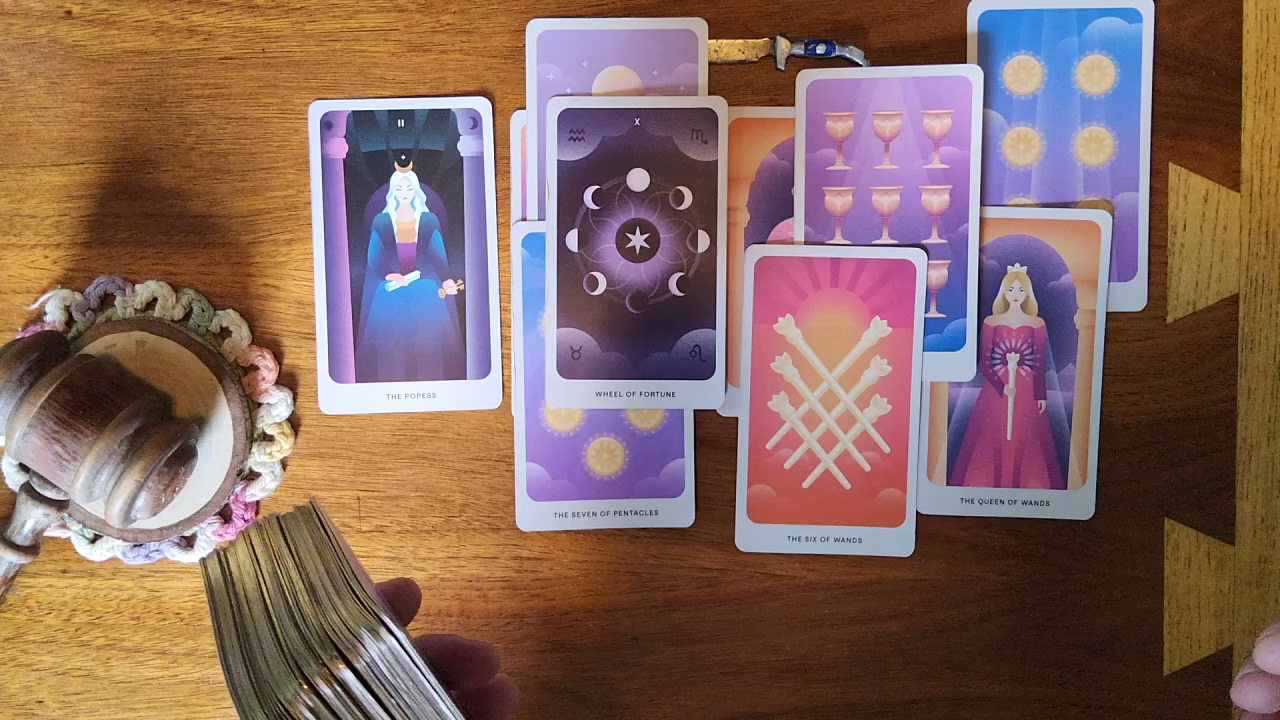 II
THE POPESS
X
WHEEL OF FORTUNE
THE SEVEN OF PENTACLES
THE SIX OF WANDS
THE QUEEN OF WANDS